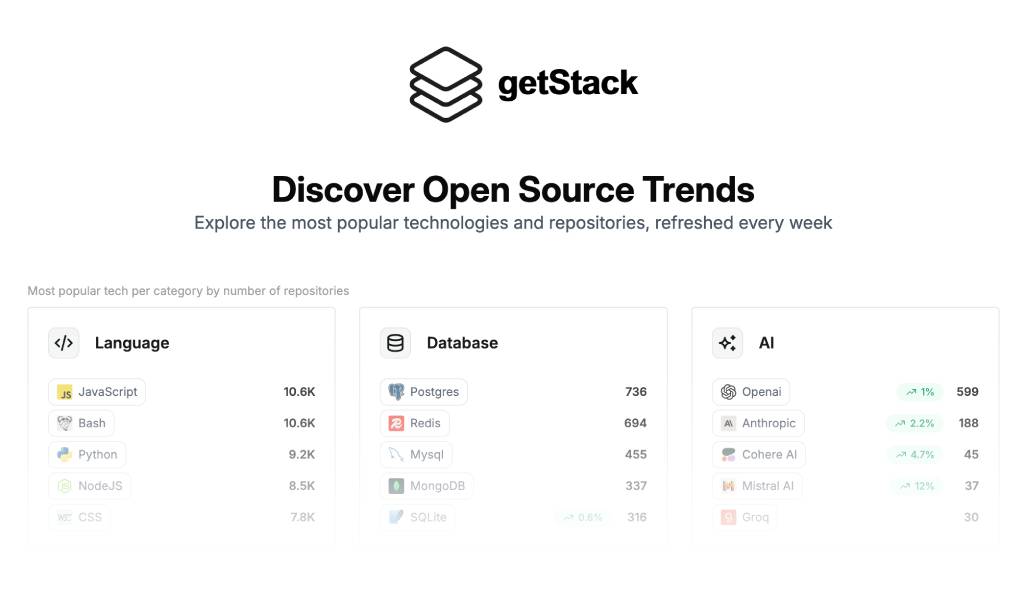 getStack
Discover Open Source Trends
Explore the most popular technologies and repositories, refreshed every week
Most popular tech per category by number of repositories
Language
JS JavaScript 10.6K
Bash 10.6K
Python 9.2K
NodeJS 8.5K
CSS 7.8K
Database
Postgres 736
Redis 694
Mysql 455
MongoDB 337
SQLite 0.6% 316
AI
Openai 1% 599
Anthropic 2.2% 188
Cohere AI 4.7% 45
Mistral AI 12% 37
Groq 30